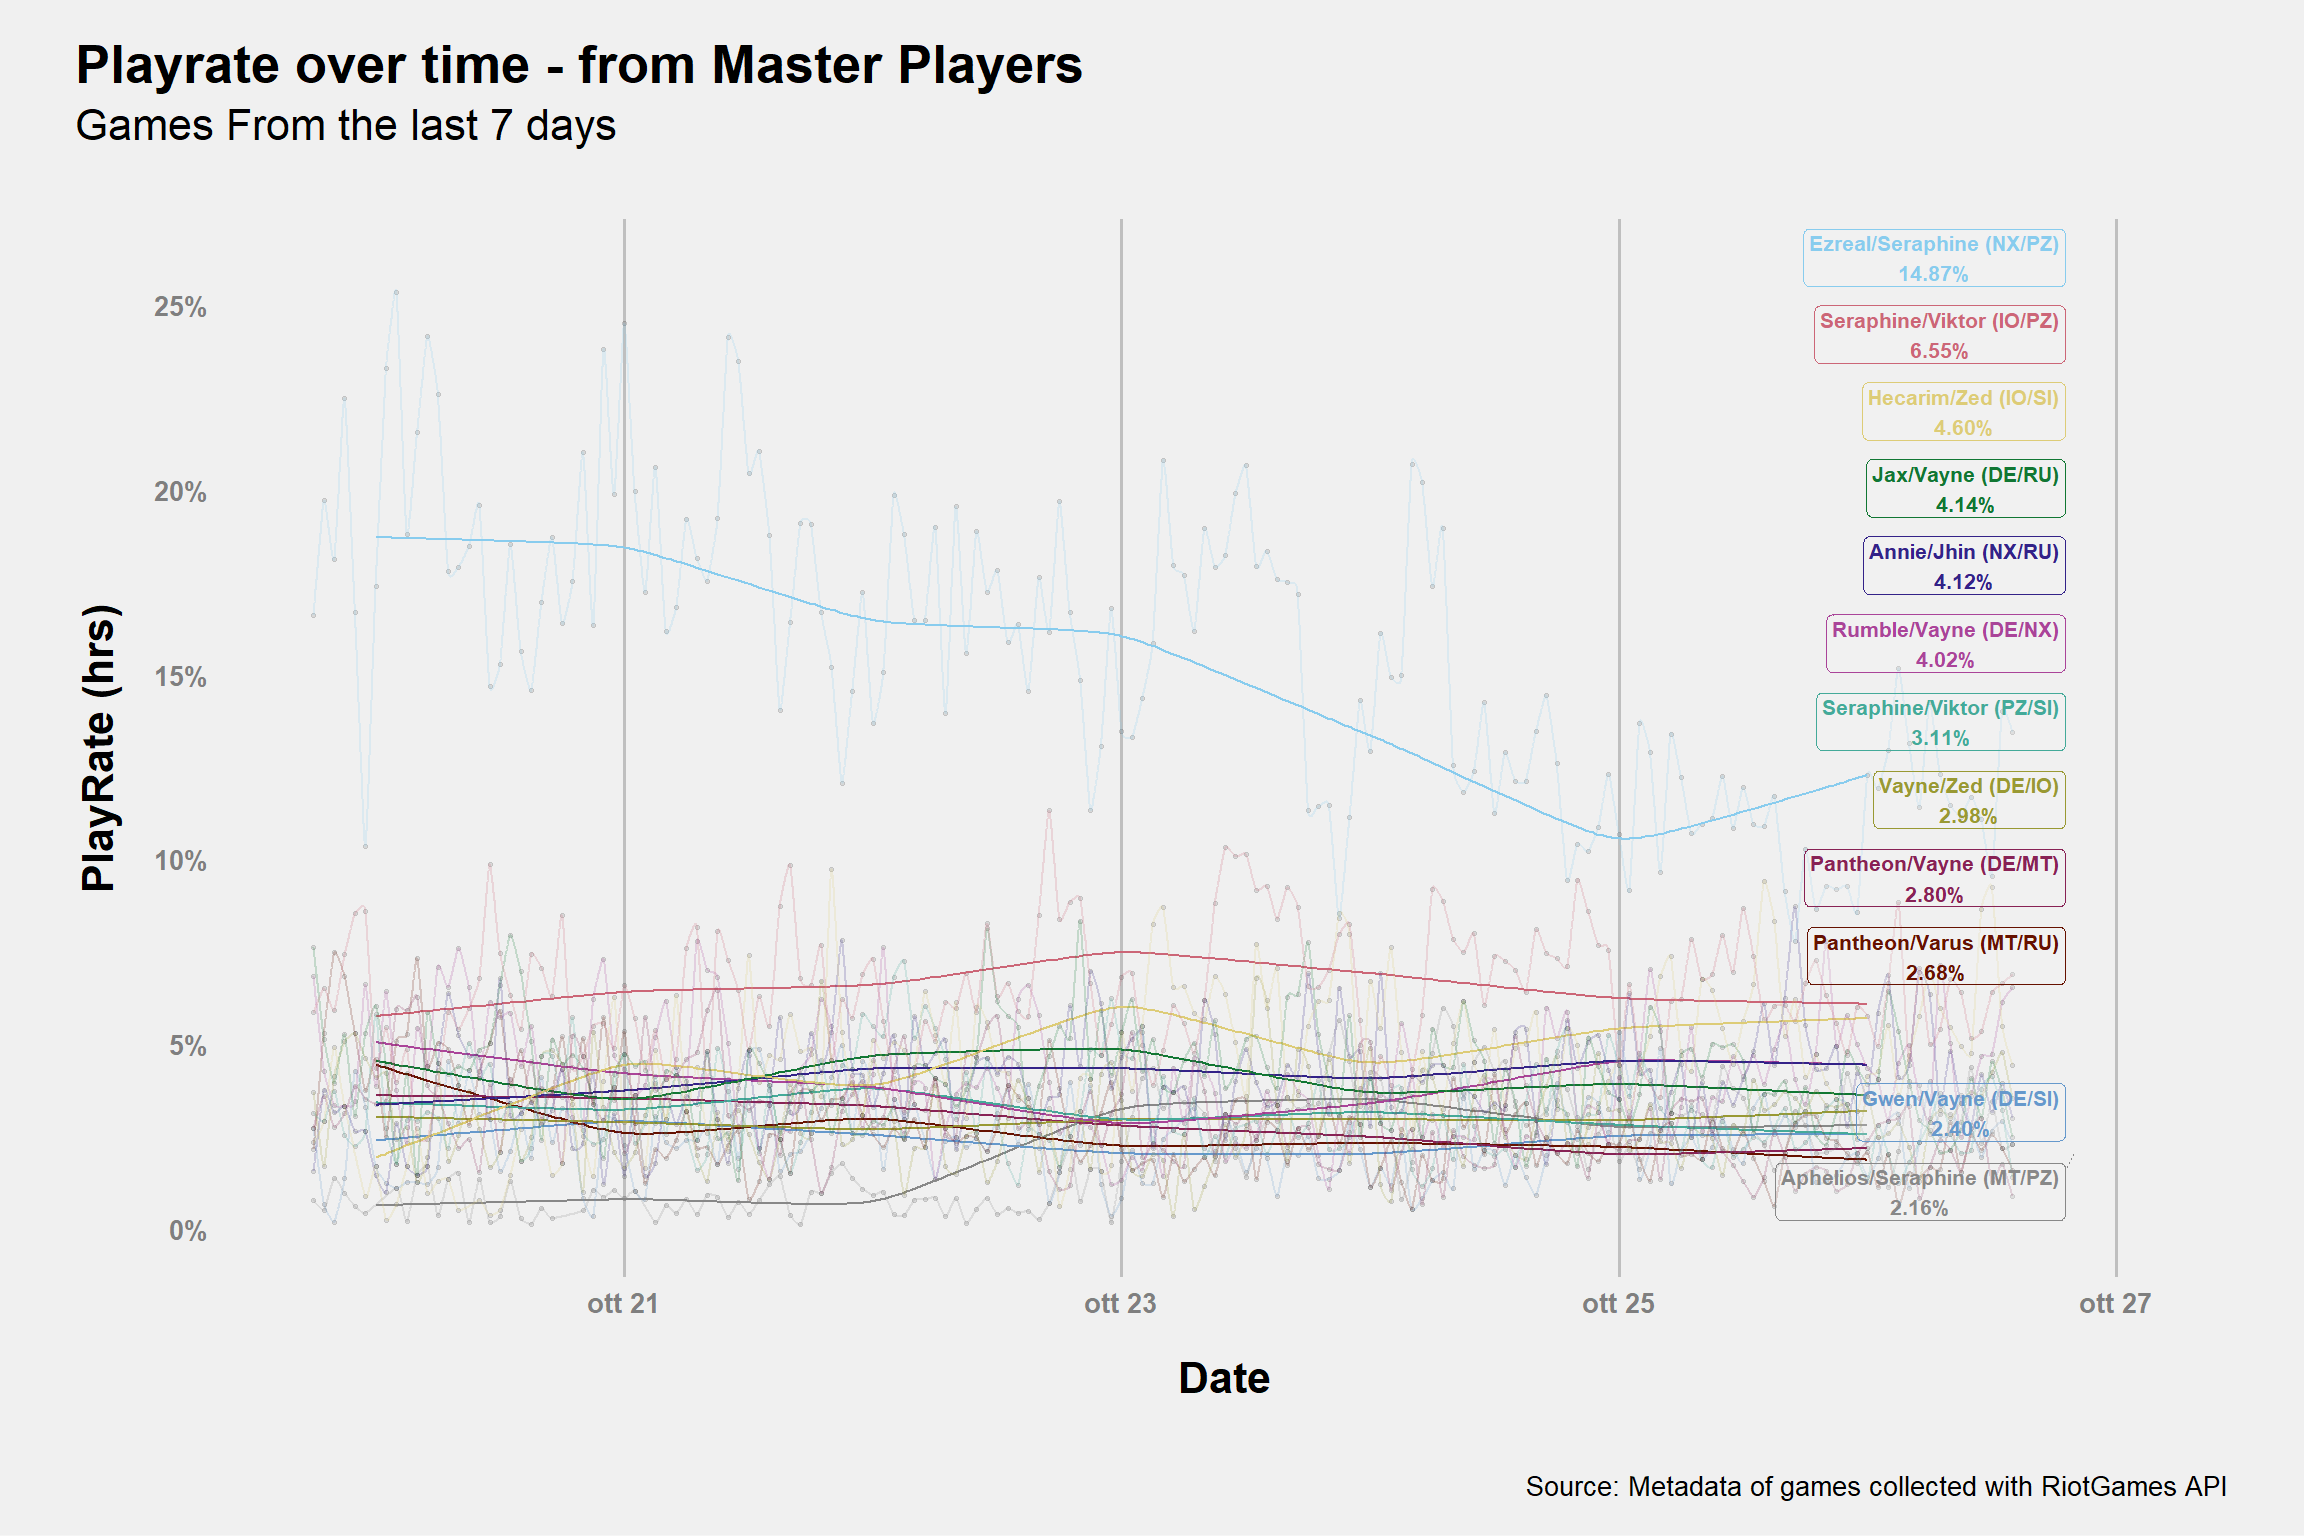 Playrate over time - from Master Players
Games From the last 7 days
PlayRate (hrs)
25%
20%
15%
10%
5%
0%
Ezreal/Seraphine (NX/PZ)
14.87%
Seraphine/Viktor (IO/PZ)
6.55%
Hecarim/Zed (IO/SI)
4.60%
Jax/Vayne (DE/RU)
4.14%
Annie/Jhin (NX/RU)
4.12%
Rumble/Vayne (DE/NX)
4.02%
Seraphine/Viktor (PZ/SI)
3.11%
Vayne/Zed (DE/IO)
2.98%
Pantheon/Vayne (DE/MT)
2.80%
Pantheon/Varus (MT/RU)
2.68%
Gwen/Vayne (DE/SI)
2.40%
Aphelios/Seraphine (MT/PZ)
2.16%
ott 21
ott 23
ott 25
ott 27
Date
Source: Metadata of games collected with RiotGames API